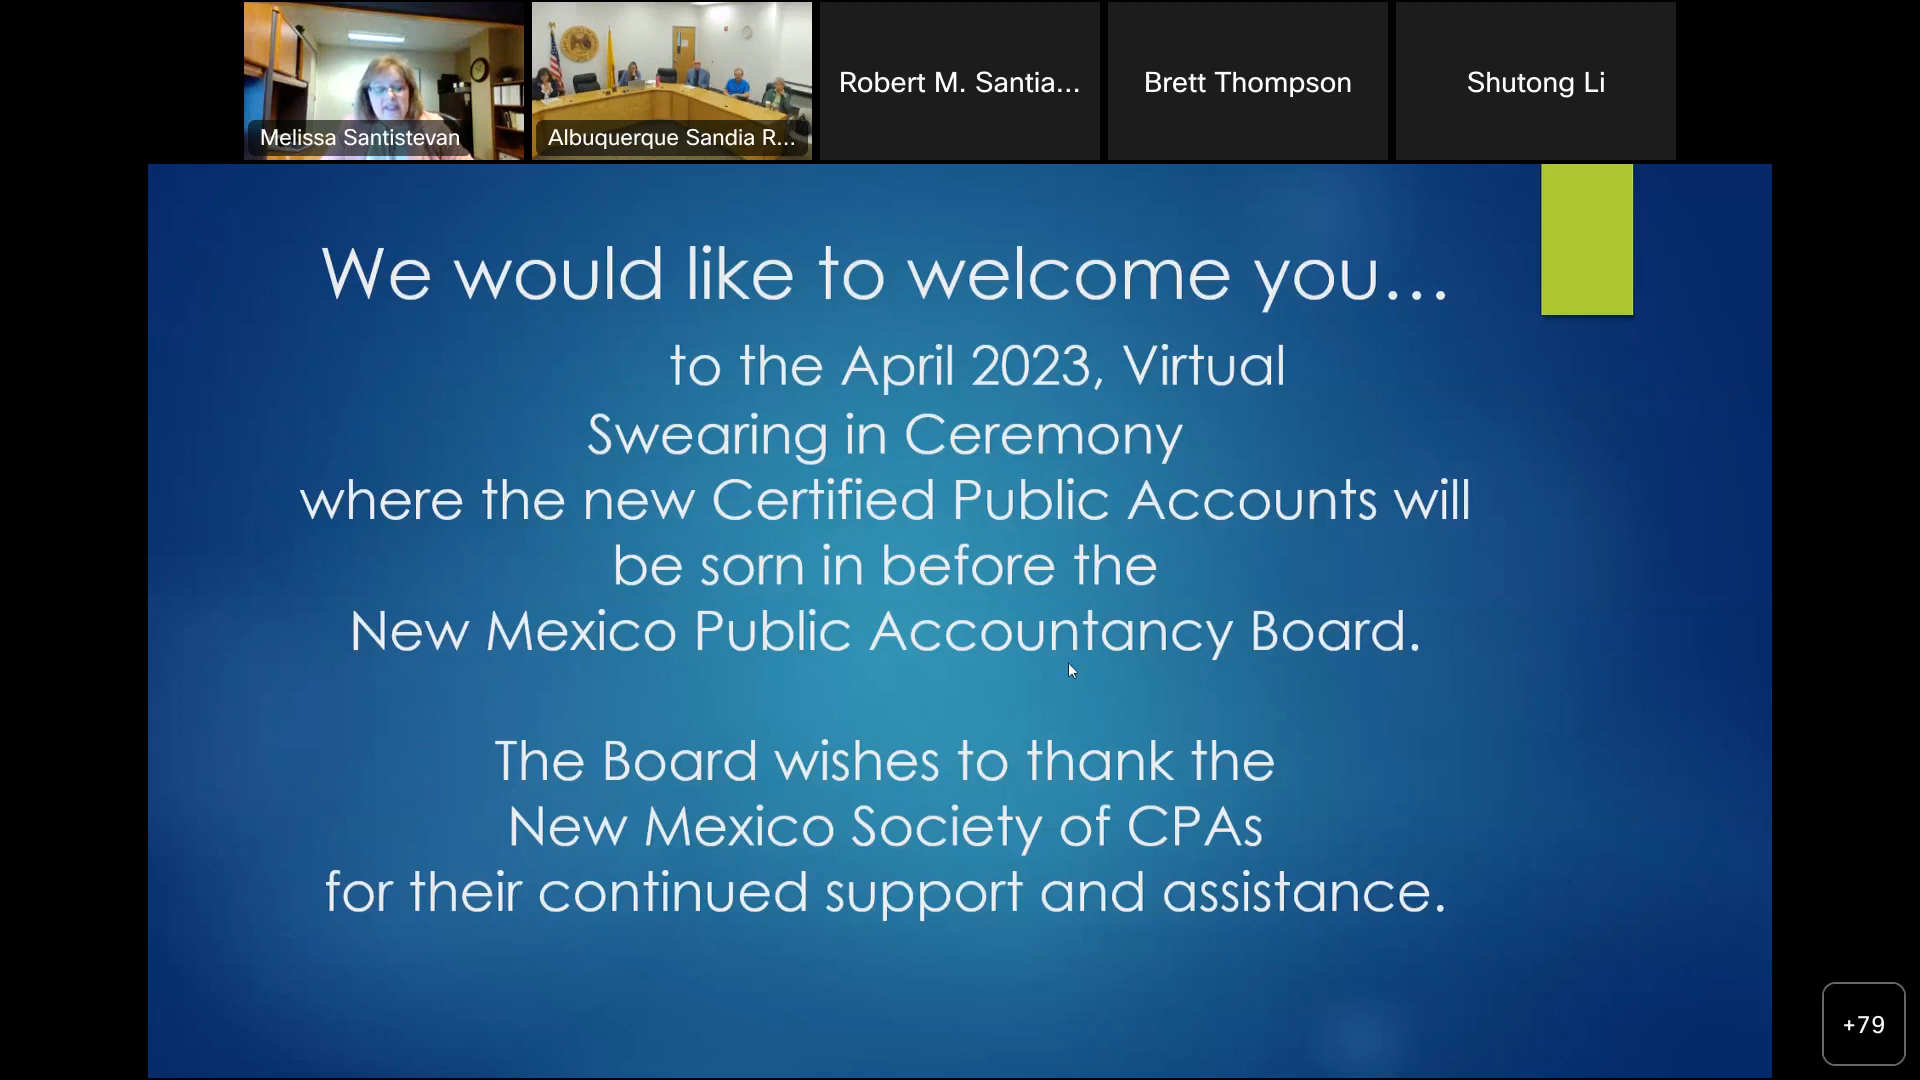 Melissa Santistevan
Albuquerque Sandia R...
Robert M. Santia...
Brett Thompson
Shutong Li
We would like to welcome you...
to the April 2023, Virtual
Swearing in Ceremony
where the new Certified Public Accounts will
be sorn in before the
New Mexico Public Accountancy Board.
The Board wishes to thank the
New Mexico Society of CPAs
for their continued support and assistance.
+79